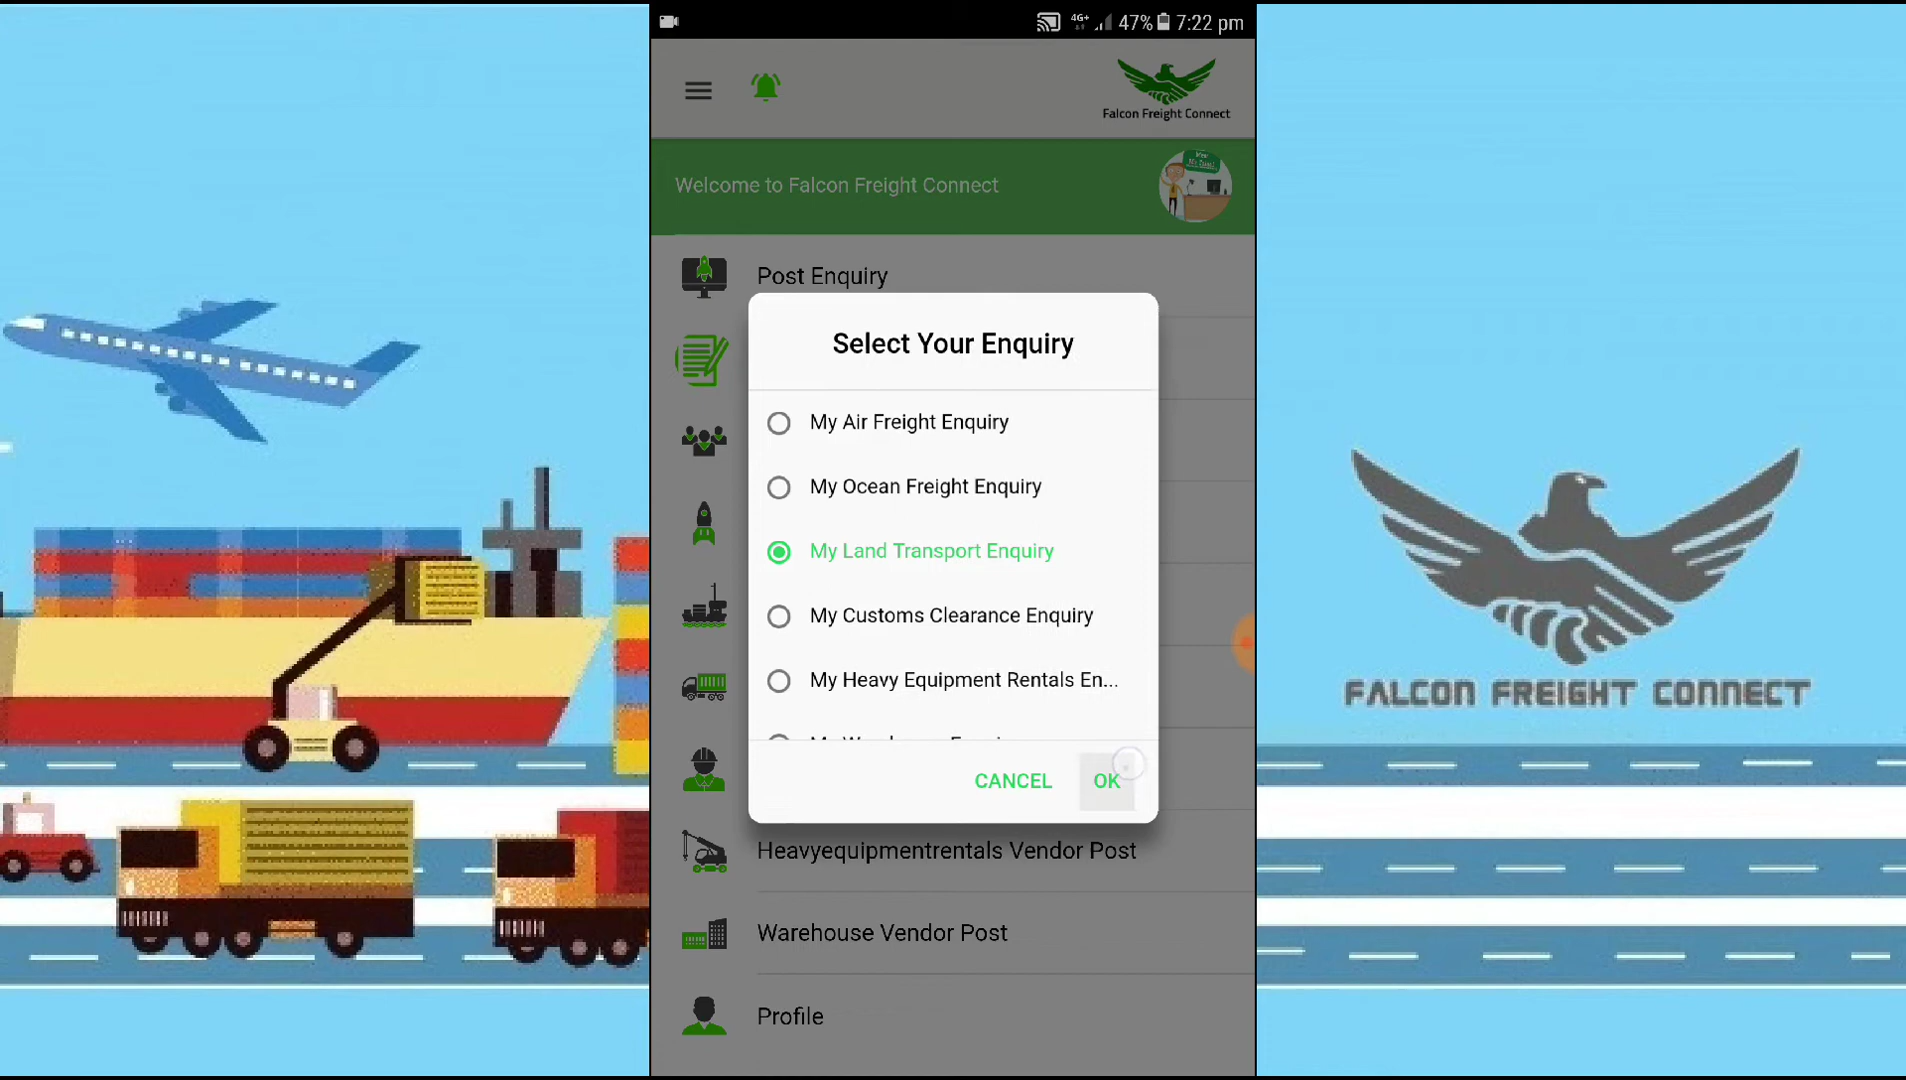 4G+ 47% 7:22 pm
Falcon Freight Connect
Welcome to Falcon Freight Connect
Post Enquiry
Select Your Enquiry
My Air Freight Enquiry
My Ocean Freight Enquiry
My Land Transport Enquiry
My Customs Clearance Enquiry
My Heavy Equipment Rentals En...
CANCEL OK
Heavyequipmentrentals Vendor Post
Warehouse Vendor Post
Profile
FALCON FREIGHT CONNECT